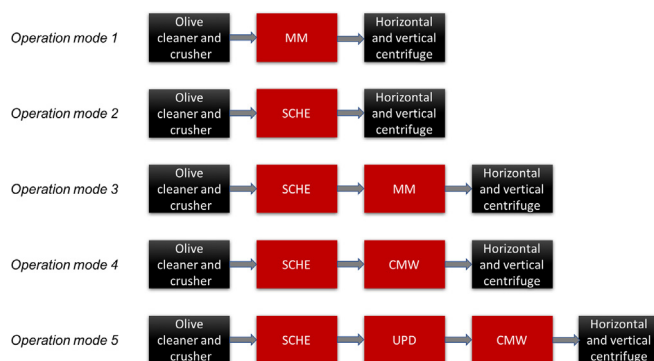 Operation mode 1
Olive
cleaner and
crusher
MM
Horizontal
and vertical
centrifuge
Operation mode 2
Olive
cleaner and
crusher
SCHE
Horizontal
and vertical
centrifuge
Operation mode 3
Olive
cleaner and
crusher
SCHE
MM
Horizontal
and vertical
centrifuge
Operation mode 4
Olive
cleaner and
crusher
SCHE
CMW
Horizontal
and vertical
centrifuge
Operation mode 5
Olive
cleaner and
crusher
SCHE
UPD
CMW
Horizontal
and vertical
centrifuge